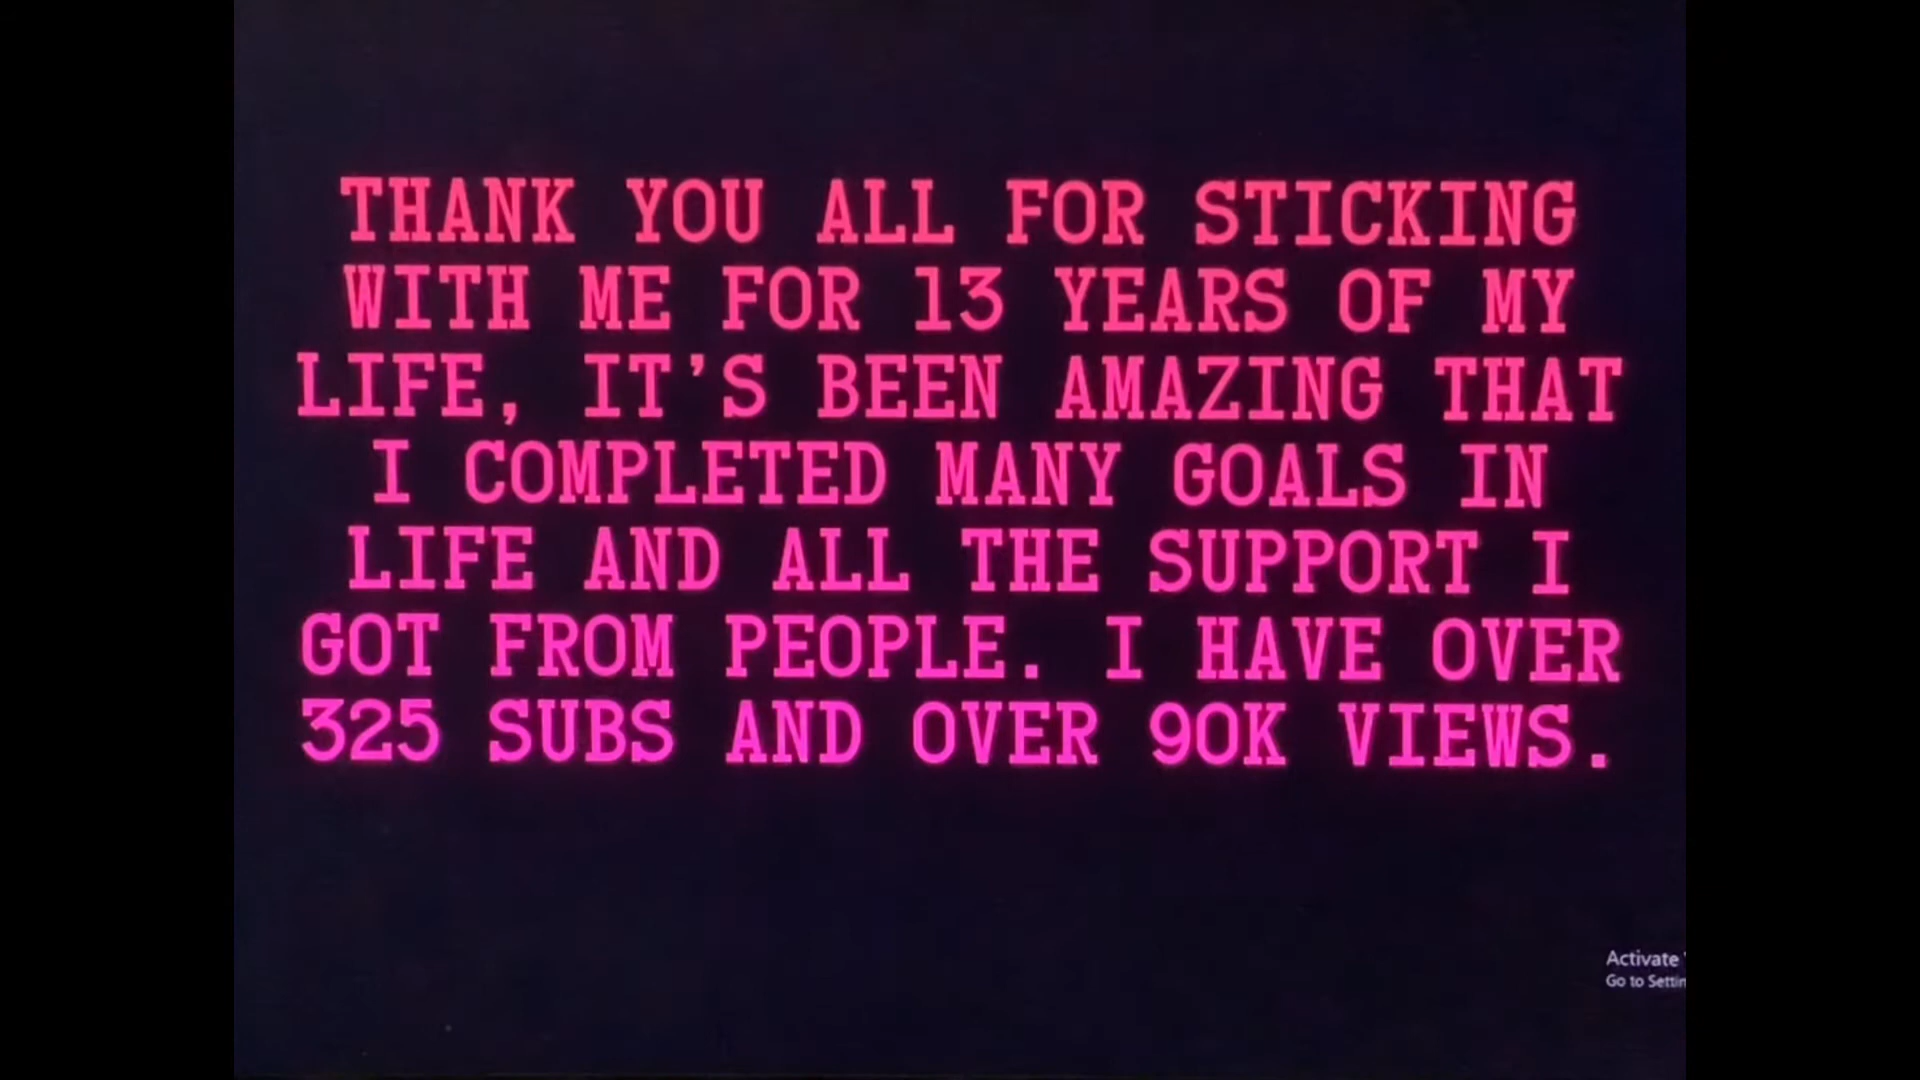 THANK YOU ALL FOR STICKING
WITH ME FOR 13 YEARS OF MY
LIFE, IT'S BEEN AMAZING THAT
I COMPLETED MANY GOALS IN
LIFE AND ALL THE SUPPORT I
GOT FROM PEOPLE. I HAVE OVER
325 SUBS AND OVER 90K VIEWS.
Activate
Go to